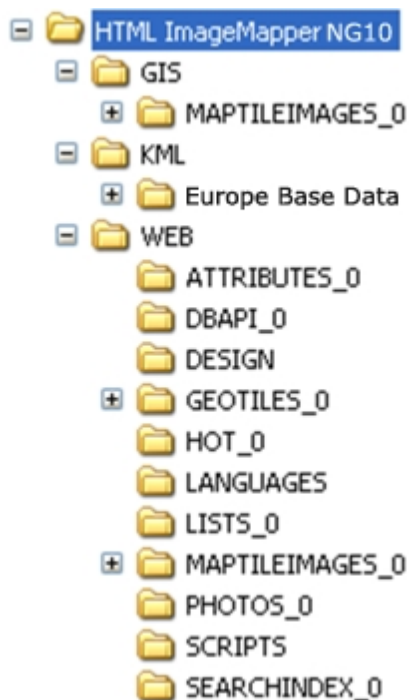 HTML ImageMapper NG10
GIS
MAPTILEIMAGES_0
KML
Europe Base Data
WEB
ATTRIBUTES_0
DBAPI_0
DESIGN
GEOTILES_0
HOT_0
LANGUAGES
LISTS_0
MAPTILEIMAGES_0
PHOTOS_0
SCRIPTS
SEARCHINDEX_0